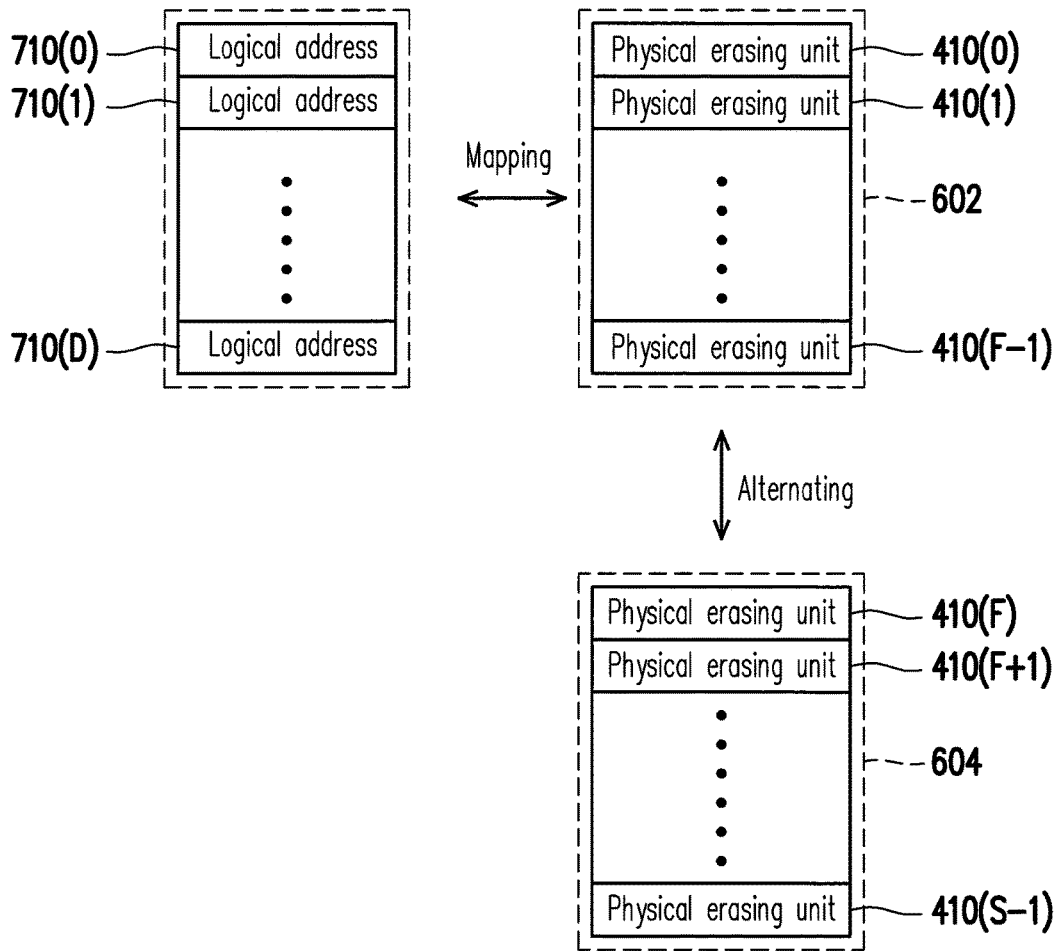 710(0) Logical address
710(1) Logical address
710(D) Logical address
Mapping
Physical erasing unit 410(0)
Physical erasing unit 410(1)
602
Physical erasing unit 410(F-1)
Alternating
Physical erasing unit 410(F)
Physical erasing unit 410(F+1)
604
Physical erasing unit 410(S-1)